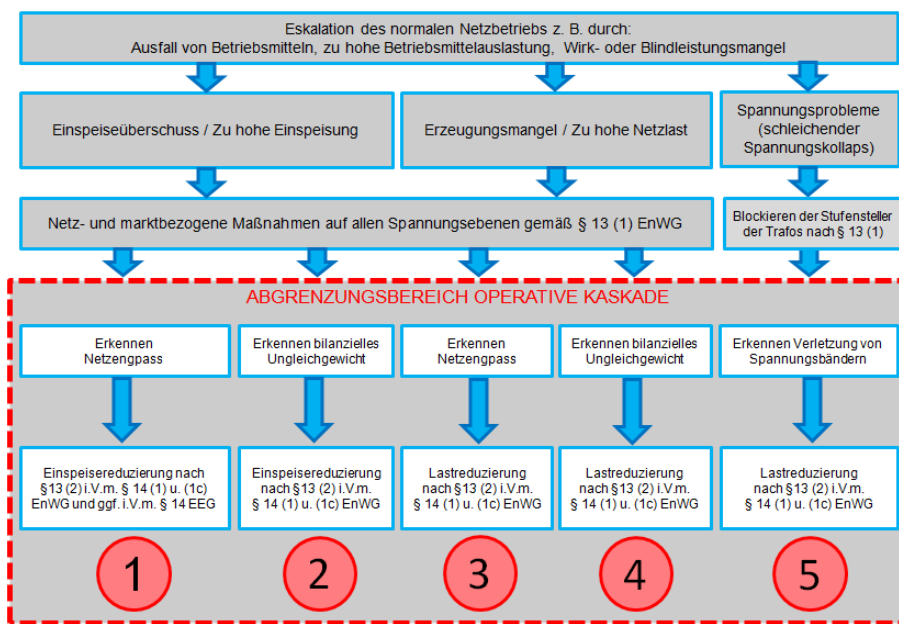 Eskalation des normalen Netzbetriebs z. B. durch:
Ausfall von Betriebsmitteln, zu hohe Betriebsmittelauslastung, Wirk- oder Blindleistungsmangel
Einspeiseüberschuss / Zu hohe Einspeisung
Erzeugungsmangel / Zu hohe Netzlast
Spannungsprobleme
(schleichender
Spannungskollaps)
Netz- und marktbezogene Maßnahmen auf allen Spannungsebenen gemäß § 13 (1) EnWG
Blockieren der Stufensteller
der Trafos nach § 13 (1)
ABGRENZUNGSBEREICH OPERATIVE KASKADE
Erkennen
Netzengpass
Erkennen bilanzielles
Ungleichgewicht
Erkennen
Netzengpass
Erkennen bilanzielles
Ungleichgewicht
Erkennen Verletzung von
Spannungsbändern
Einspeisereduzierung nach
§13 (2) i.V.m. § 14 (1) u. (1c)
EnWG und ggf. i.V.m. § 14 EEG
Einspeisereduzierung
nach §13 (2) i.V.m.
§ 14 (1) u. (1c) EnWG
Lastreduzierung
nach §13 (2) i.V.m.
§ 14 (1) u. (1c) EnWG
Lastreduzierung
nach §13 (2) i.V.m.
§ 14 (1) u. (1c) EnWG
Lastreduzierung
nach §13 (2) i.V.m.
§ 14 (1) u. (1c) EnWG
1
2
3
4
5